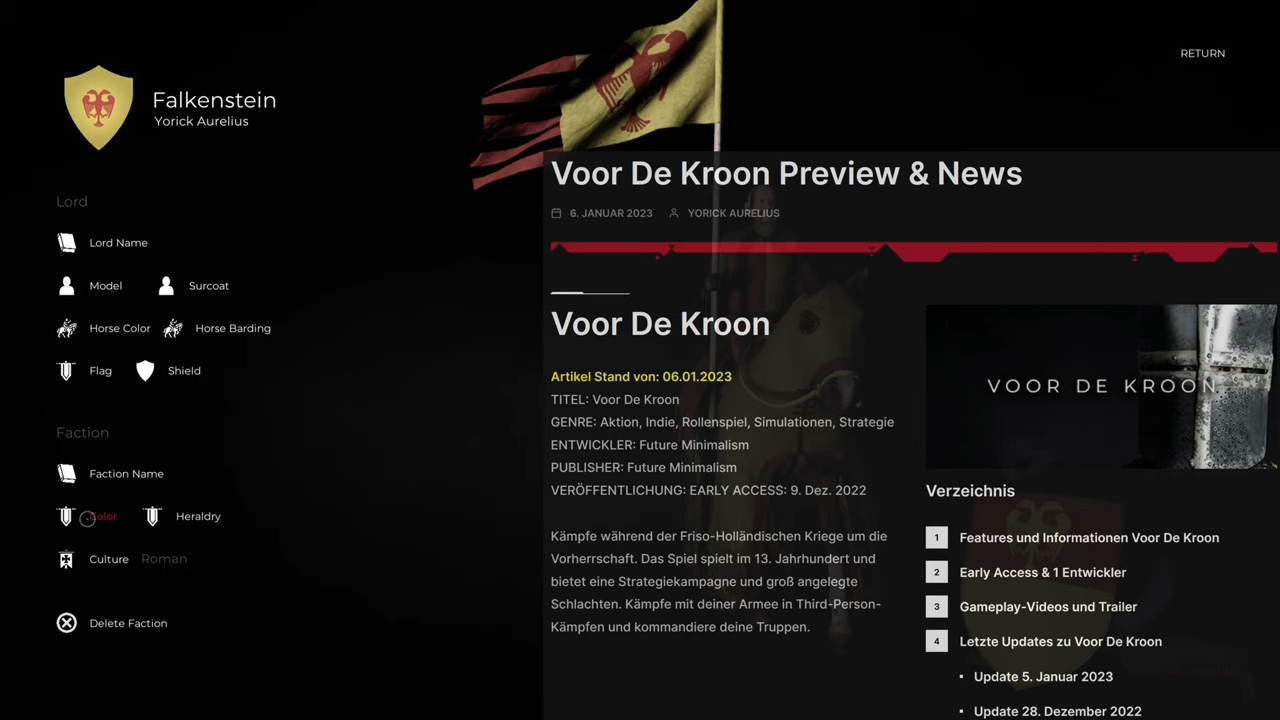 RETURN
Falkenstein
Yorick Aurelius
Lord
Lord Name
Model Surcoat
Horse Color Horse Barding
Flag Shield
Faction
Faction Name
Color Heraldry
Culture Roman
Delete Faction
Voor De Kroon Preview & News
6. JANUAR 2023 YORICK AURELIUS
Voor De Kroon
Artikel Stand von: 06.01.2023
TITEL: Voor De Kroon
GENRE: Aktion, Indie, Rollenspiel, Simulationen, Strategie
ENTWICKLER: Future Minimalism
PUBLISHER: Future Minimalism
VERÖFFENTLICHUNG: EARLY ACCESS: 9. Dez. 2022
Kämpfe während der Friso-Holländischen Kriege um die
Vorherrschaft. Das Spiel spielt im 13. Jahrhundert und
bietet eine Strategiekampagne und groß angelegte
Schlachten. Kämpfe mit deiner Armee in Third-Person-
Kämpfen und kommandiere deine Truppen.
VOOR DE KROON
Verzeichnis
1 Features und Informationen Voor De Kroon
2 Early Access & 1 Entwickler
3 Gameplay-Videos und Trailer
4 Letzte Updates zu Voor De Kroon
▪ Update 5. Januar 2023
▪ Update 28. Dezember 2022